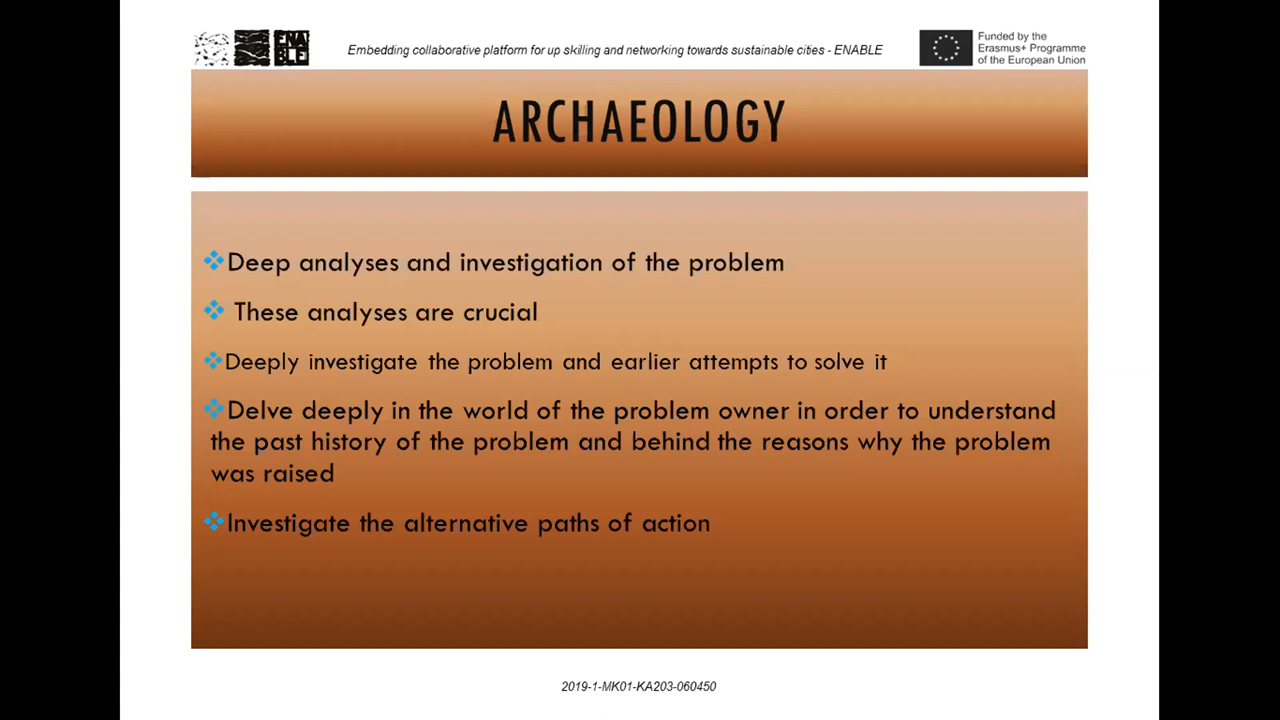 ENA
BLE
Embedding collaborative platform for up skilling and networking towards sustainable cities - ENABLE
Funded by the
Erasmus+ Programme
of the European Union
ARCHAEOLOGY
Deep analyses and investigation of the problem
These analyses are crucial
Deeply investigate the problem and earlier attempts to solve it
Delve deeply in the world of the problem owner in order to understand
the past history of the problem and behind the reasons why the problem
was raised
Investigate the alternative paths of action
2019-1-MK01-KA203-060450